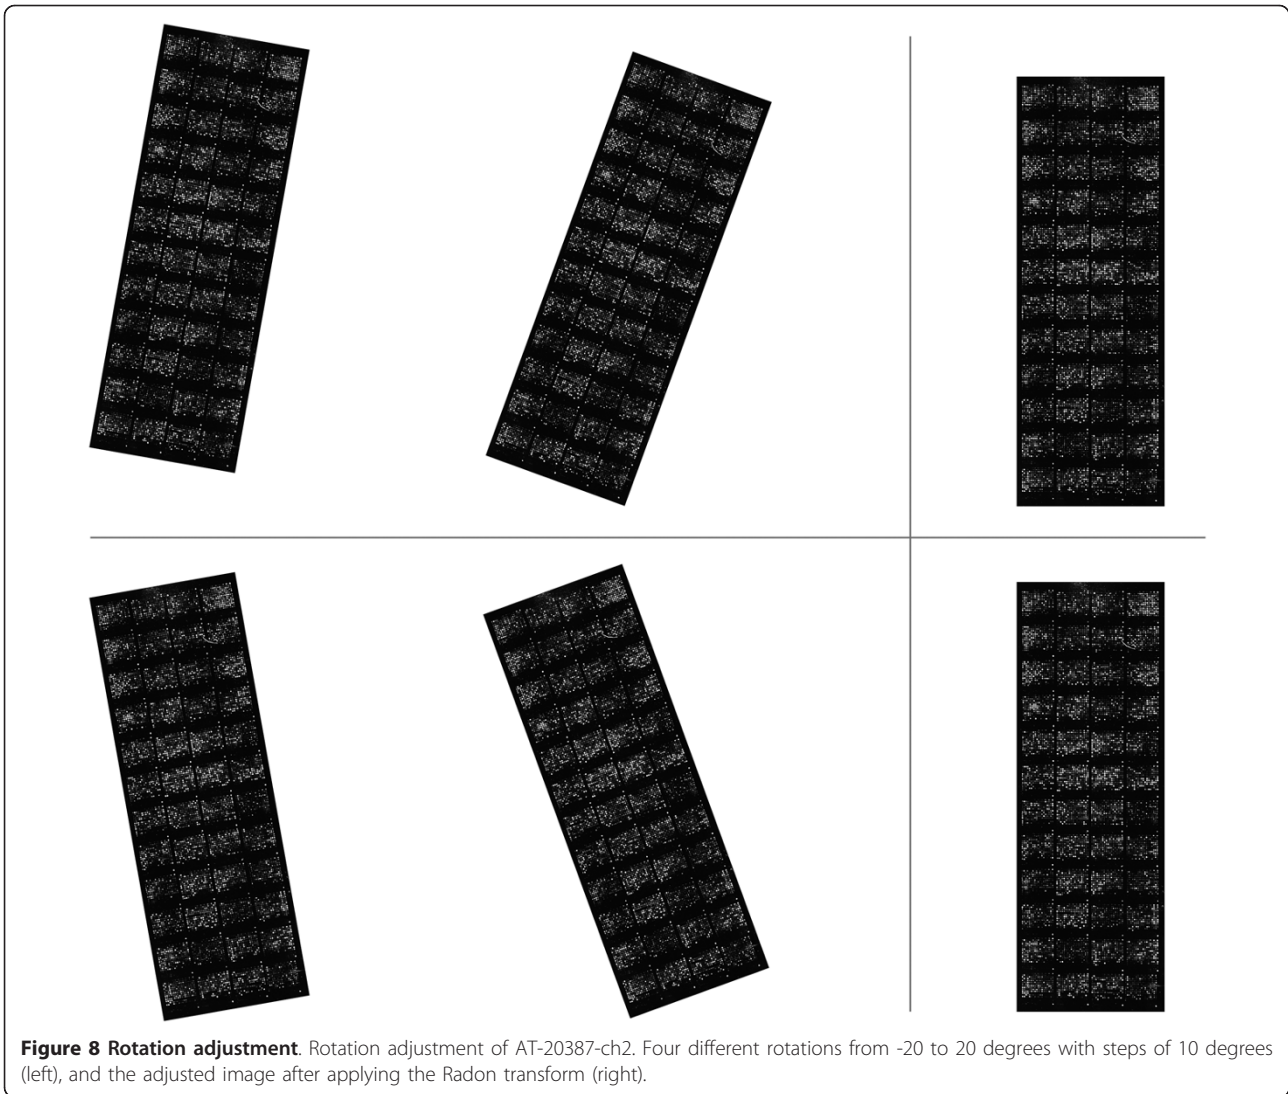 Figure 8 Rotation adjustment. Rotation adjustment of AT-20387-ch2. Four different rotations from -20 to 20 degrees with steps of 10 degrees
(left), and the adjusted image after applying the Radon transform (right).